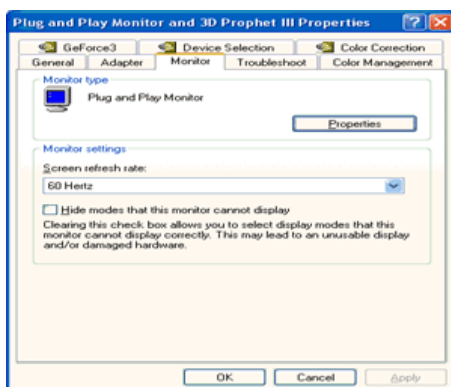 Plug and Play Monitor and 3D Prophet III Properties
GeForce3 Device Selection Color Correction
General Adapter Monitor Troubleshoot Color Management
Monitor type
Plug and Play Monitor
Properties
Monitor settings
Screen refresh rate:
60 Hertz
Hide modes that this monitor cannot display
Clearing this check box allows you to select display modes that this
monitor cannot display correctly. This may lead to an unusable display
and/or damaged hardware.
OK Cancel Apply